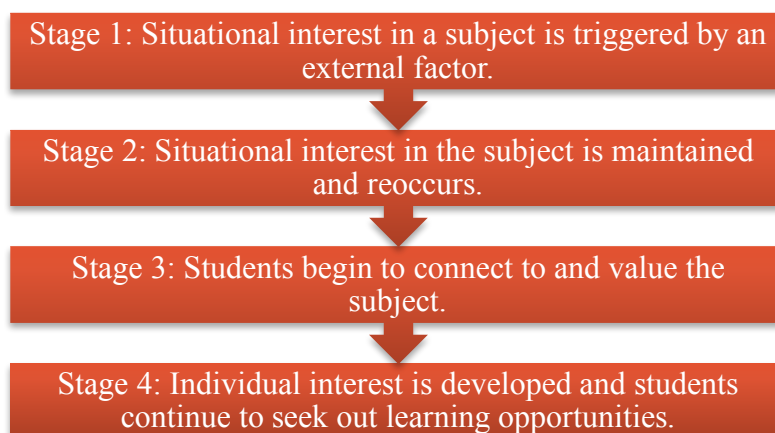 Stage 1: Situational interest in a subject is triggered by an
external factor.
Stage 2: Situational interest in the subject is maintained
and reoccurs.
Stage 3: Students begin to connect to and value the
subject.
Stage 4: Individual interest is developed and students
continue to seek out learning opportunities.